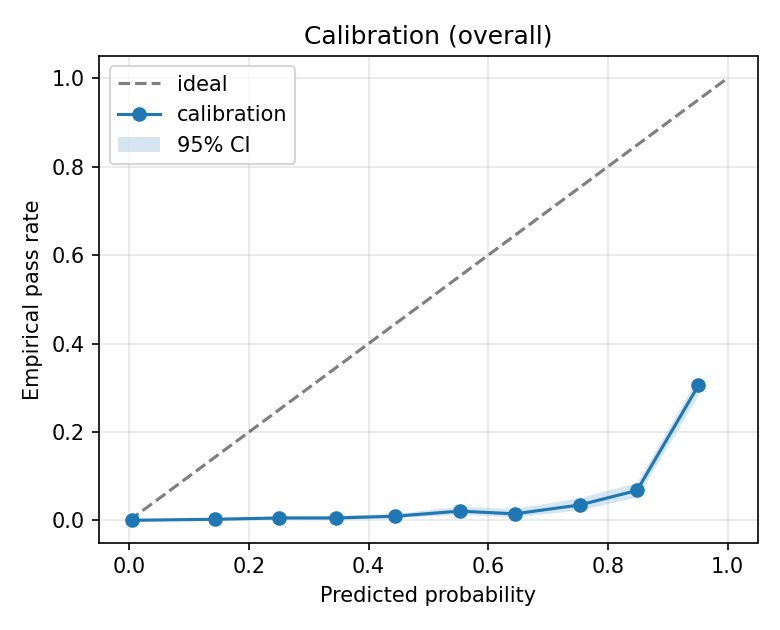 Calibration (overall)
ideal
calibration
95% CI
1.0
0.8
0.6
0.4
0.2
0.0
Empirical pass rate
0.0 0.2 0.4 0.6 0.8 1.0
Predicted probability